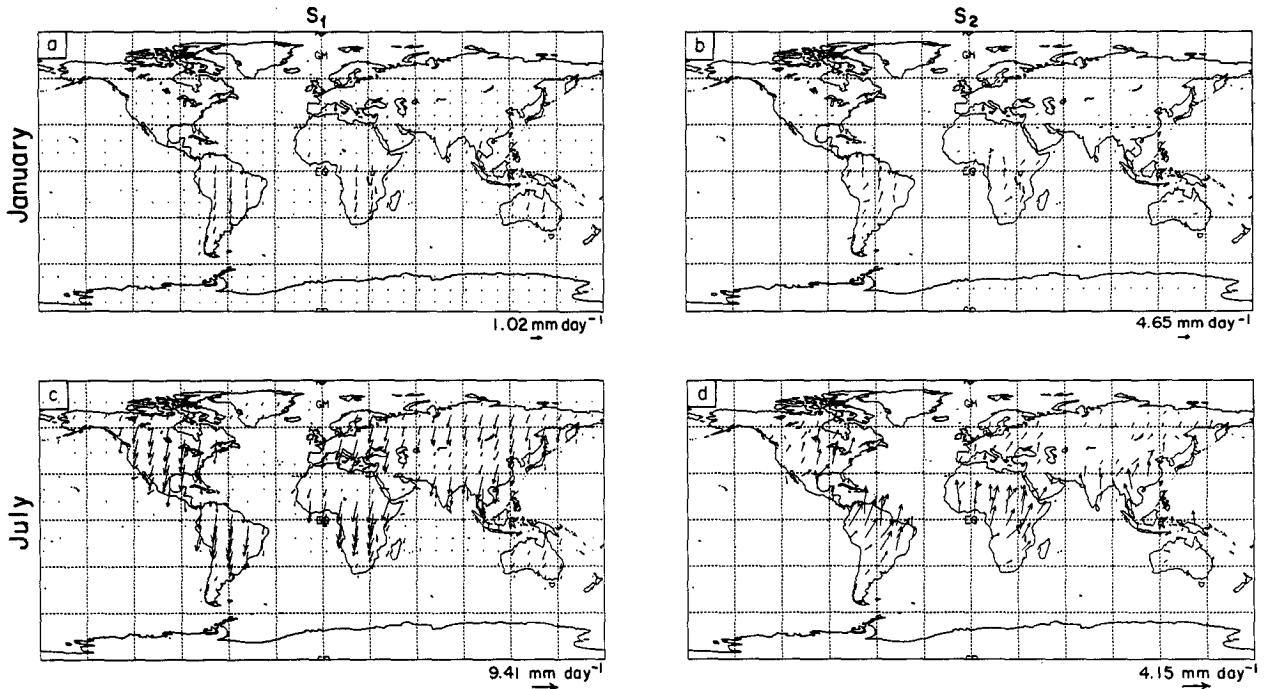 S₁
S₂
January
a
b
1.02 mm day⁻¹
4.65 mm day⁻¹
July
c
d
9.41 mm day⁻¹
4.15 mm day⁻¹